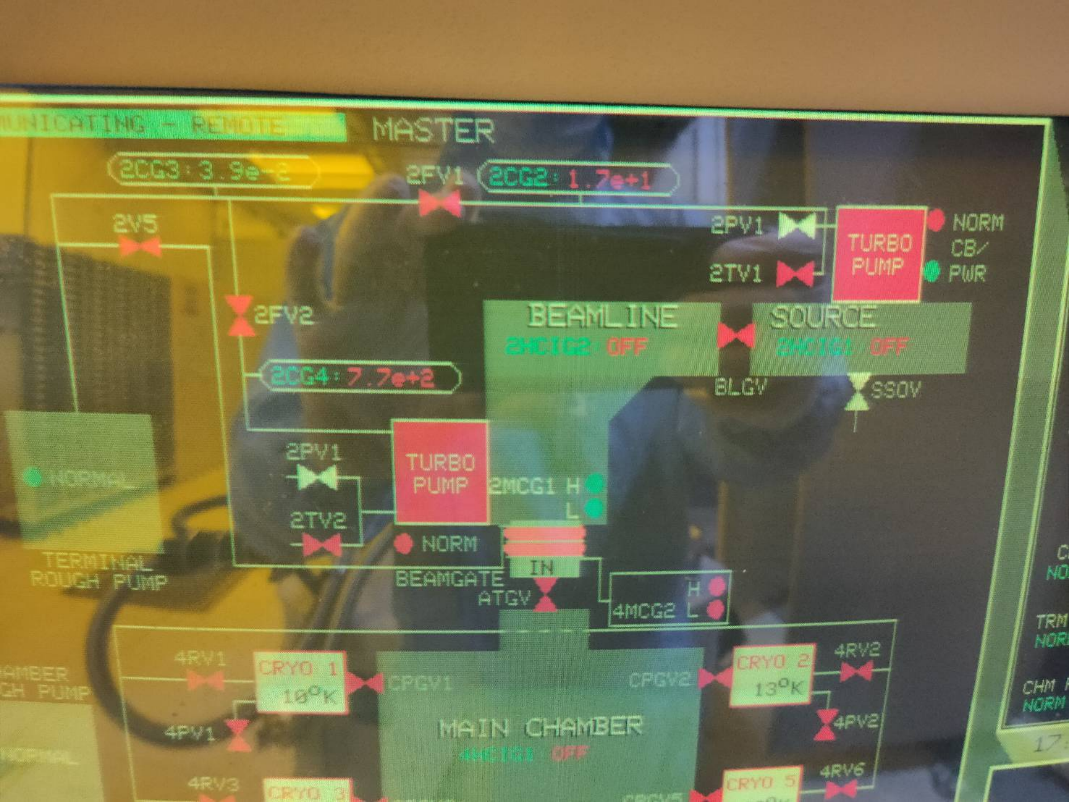 MUNICATING - REMOTE
MASTER
2CG3:3.9e-2
2FV1
2CG2:1.7e+1
2V5
2PV1
2TV1
TURBO
PUMP
NORM
CB/
PWR
2FV2
BEAMLINE
2HCIG2: OFF
SOURCE
2HCIG1: OFF
BLGV
SSOV
2CG4:7.7e+2
2PV1
2TV2
TURBO
PUMP
NORM
2MCG1 H
L
NORMAL
TERMINAL
ROUGH PUMP
IN
BEAMGATE
ATGV
H
4MCG2 L
4RV1
CRYO 1
10°K
CPGV1
4PV1
CPGV2
CRYO 2
13°K
4RV2
4PV2
MAIN CHAMBER
4HCIG1: OFF
AMBER
GH PUMP
NORMAL
4RV3
CRYO 3
CRYO 5
4RV6
NO
TRM
NOR
CHM
NORM
17: